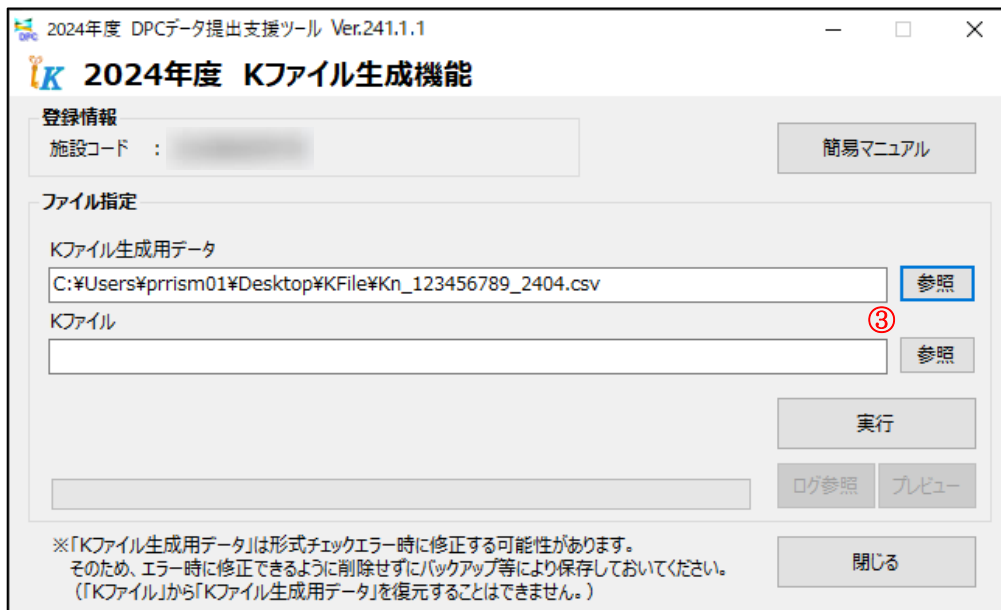 2024年度 DPCデータ提出支援ツール Ver.241.1.1
2024年度 Kファイル生成機能
登録情報
施設コード :
簡易マニュアル
ファイル指定
Kファイル生成用データ
C:¥Users¥prrism01¥Desktop¥KFile¥Kn_123456789_2404.csv
参照
Kファイル
③
参照
実行
ログ参照 プレビュー
※「Kファイル生成用データ」は形式チェックエラー時に修正する可能性があります。
そのため、エラー時に修正できるように削除せずにバックアップ等により保存しておいてください。
(「Kファイル」から「Kファイル生成用データ」を復元することはできません。)
閉じる